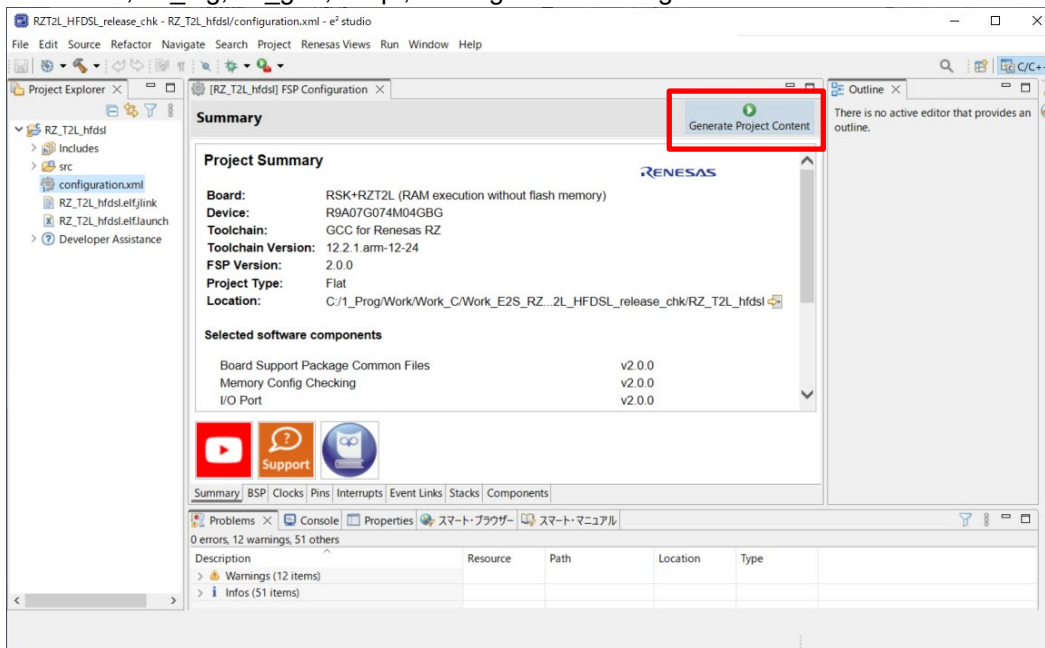 RZT2L_HFDSL_release_chk - RZ_T2L_hfdsl/configuration.xml - e² studio
File Edit Source Refactor Navigate Search Project Renesas Views Run Window Help
C/C+
Project Explorer
[RZ_T2L_hfdsl] FSP Configuration
Outline
RZ_T2L_hfdsl
Includes
src
configuration.xml
RZ_T2L_hfdsl.elf.jlink
RZ_T2L_hfdsl.elf.launch
Developer Assistance
Summary
Generate Project Content
There is no active editor that provides an
outline.
Project Summary
RENESAS
Board: RSK+RZT2L (RAM execution without flash memory)
Device: R9A07G074M04GBG
Toolchain: GCC for Renesas RZ
Toolchain Version: 12.2.1.arm-12-24
FSP Version: 2.0.0
Project Type: Flat
Location: C:/1_Prog/Work/Work_C/Work_E2S_RZ...2L_HFDSL_release_chk/RZ_T2L_hfdsl
Selected software components
Board Support Package Common Files v2.0.0
Memory Config Checking v2.0.0
I/O Port v2.0.0
Support
Summary BSP Clocks Pins Interrupts Event Links Stacks Components
Problems Console Properties スマート・ブラウザー スマート・マニュアル
0 errors, 12 warnings, 51 others
Description Resource Path Location Type
Warnings (12 items)
Infos (51 items)